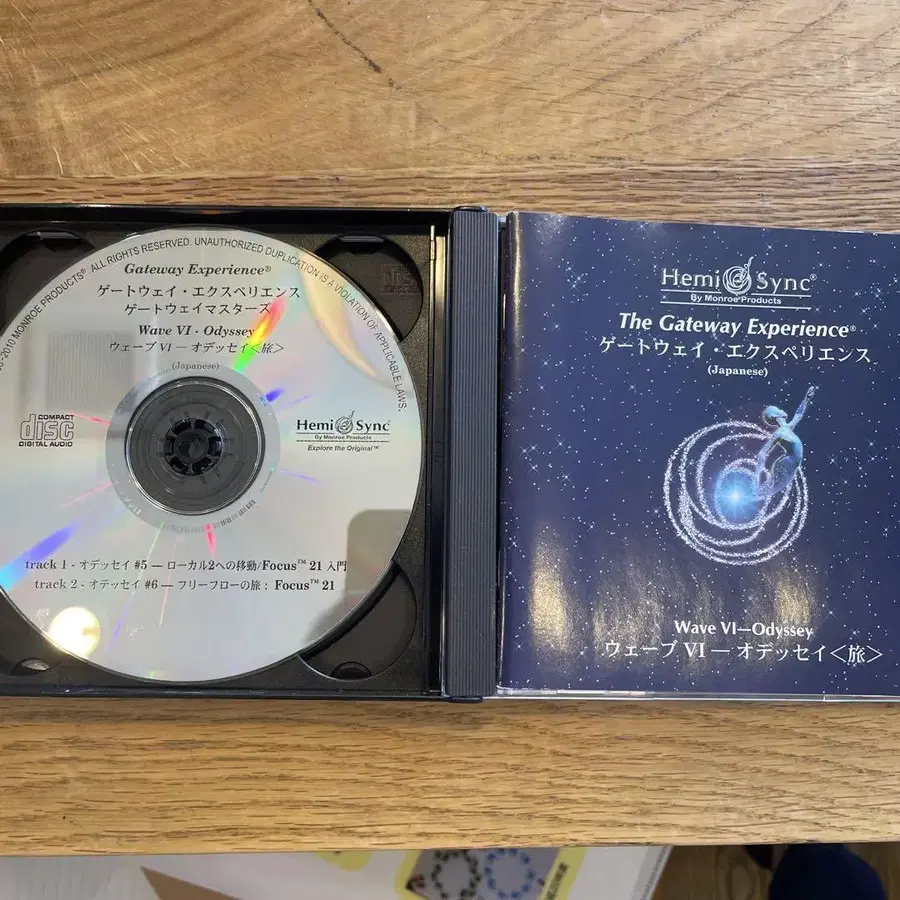 -2010 MONROE PRODUCTS® ALL RIGHTS RESERVED. UNAUTHORIZED DUPLICATION IS A VIOLATION OF APPLICABLE LAWS.
Gateway Experience®
ゲートウェイ・エクスペリエンス
ゲートウェイマスターズ
Wave VI - Odyssey
ウェーブ VI ― オデッセイ＜旅＞
(Japanese)
COMPACT
disc
DIGITAL AUDIO
Hemi Sync®
By Monroe Products
Explore the Original™
track 1 - オデッセイ #5 ― ローカル2への移動/Focus™ 21 入門
track 2 - オデッセイ #6 ― フリーフローの旅： Focus™ 21
Hemi Sync®
By Monroe Products
The Gateway Experience®
ゲートウェイ・エクスペリエンス
(Japanese)
Wave VI—Odyssey
ウェーブ VI ― オデッセイ＜旅＞